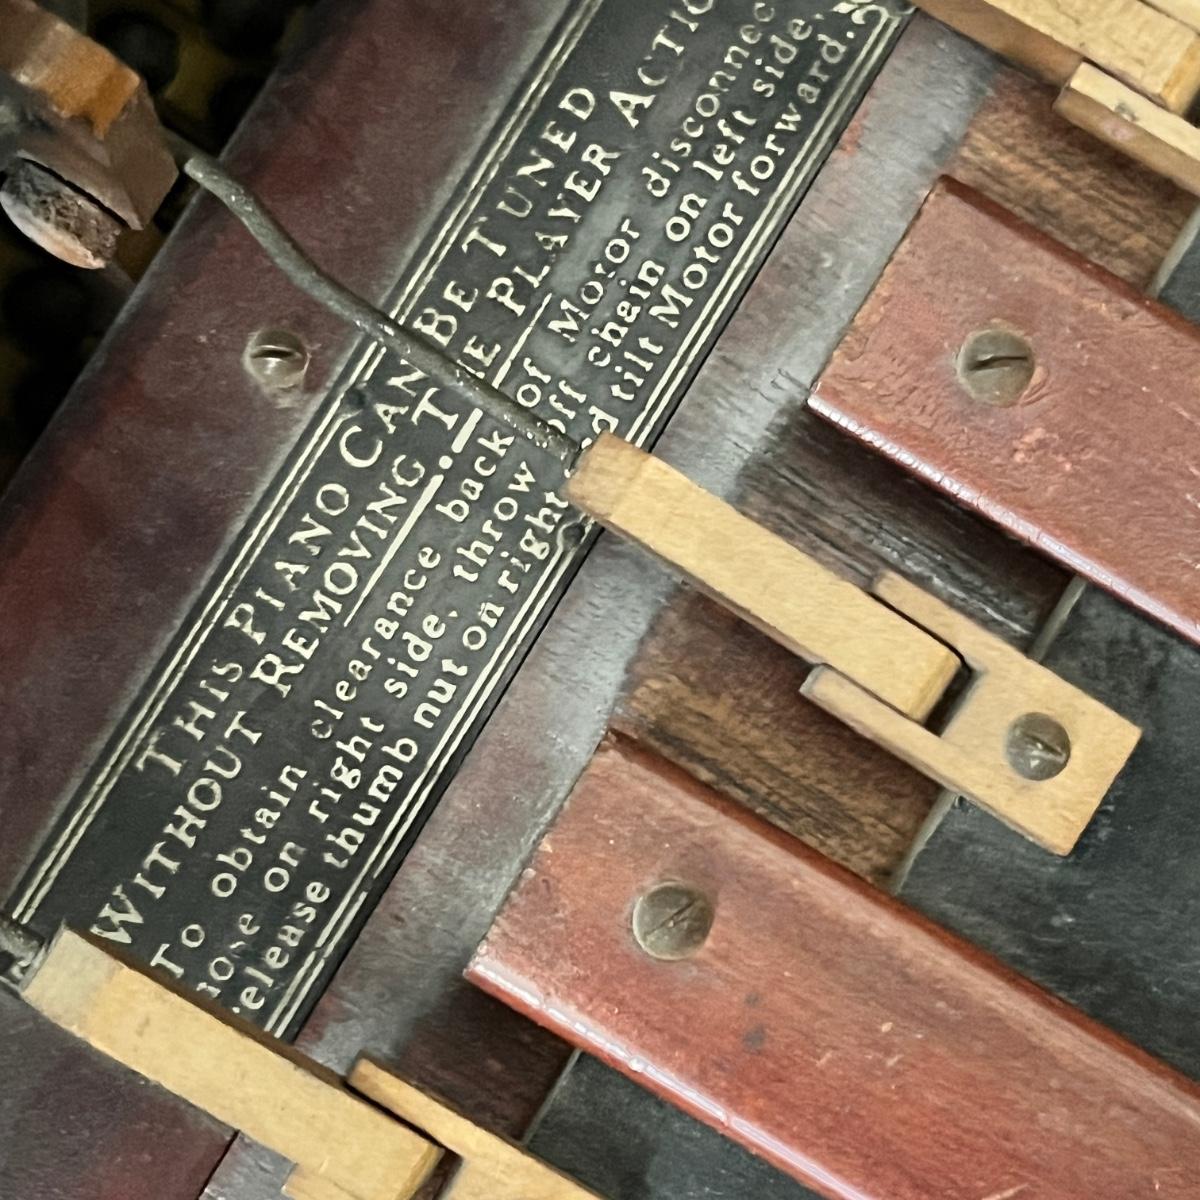 THIS PIANO CAN BE TUNED
WITHOUT REMOVING THE PLAYER ACTIO
To obtain clearance back of Motor disconnec
on right side, throw off chain on left side,
release thumb nut on right and tilt Motor forward.